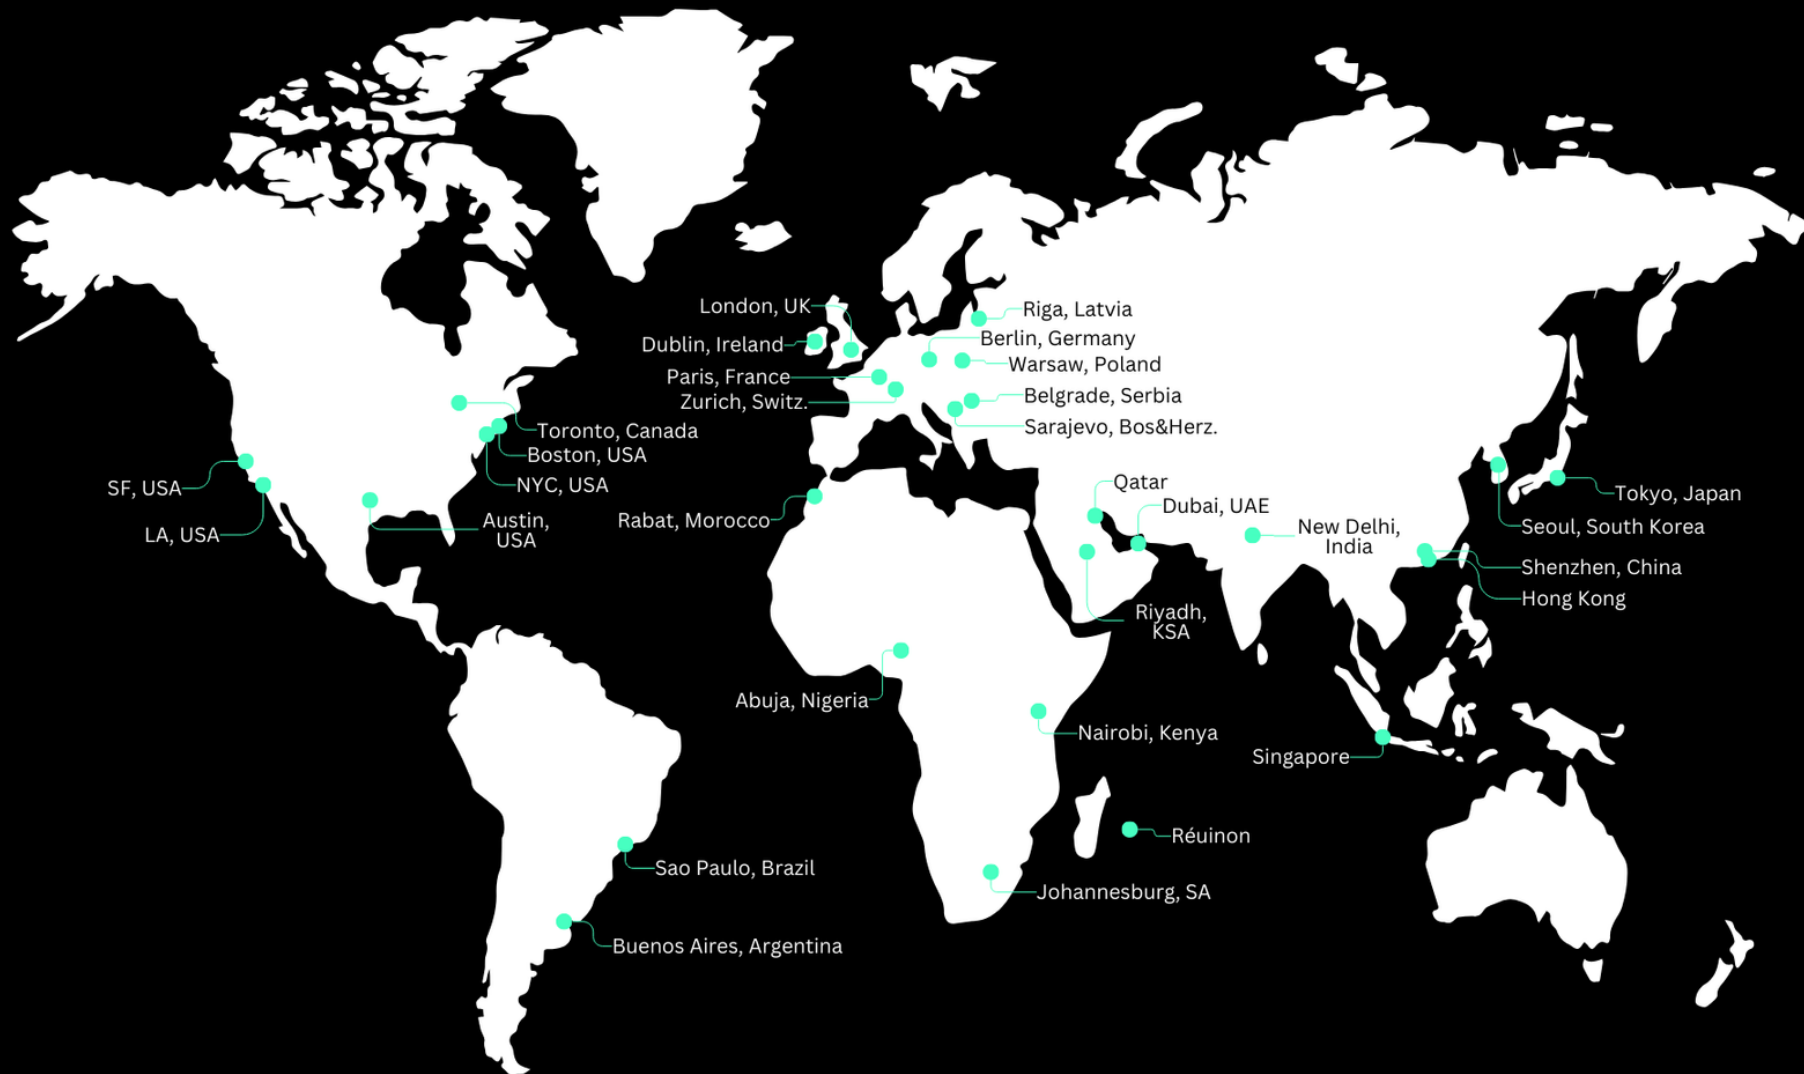 London, UK
Riga, Latvia
Dublin, Ireland
Berlin, Germany
Warsaw, Poland
Paris, France
Zurich, Switz.
Belgrade, Serbia
Sarajevo, Bos&Herz.
Toronto, Canada
Boston, USA
NYC, USA
SF, USA
LA, USA
Austin,
USA
Rabat, Morocco
Qatar
Dubai, UAE
New Delhi,
India
Tokyo, Japan
Seoul, South Korea
Shenzhen, China
Hong Kong
Riyadh,
KSA
Abuja, Nigeria
Nairobi, Kenya
Singapore
Réuinon
Sao Paulo, Brazil
Johannesburg, SA
Buenos Aires, Argentina